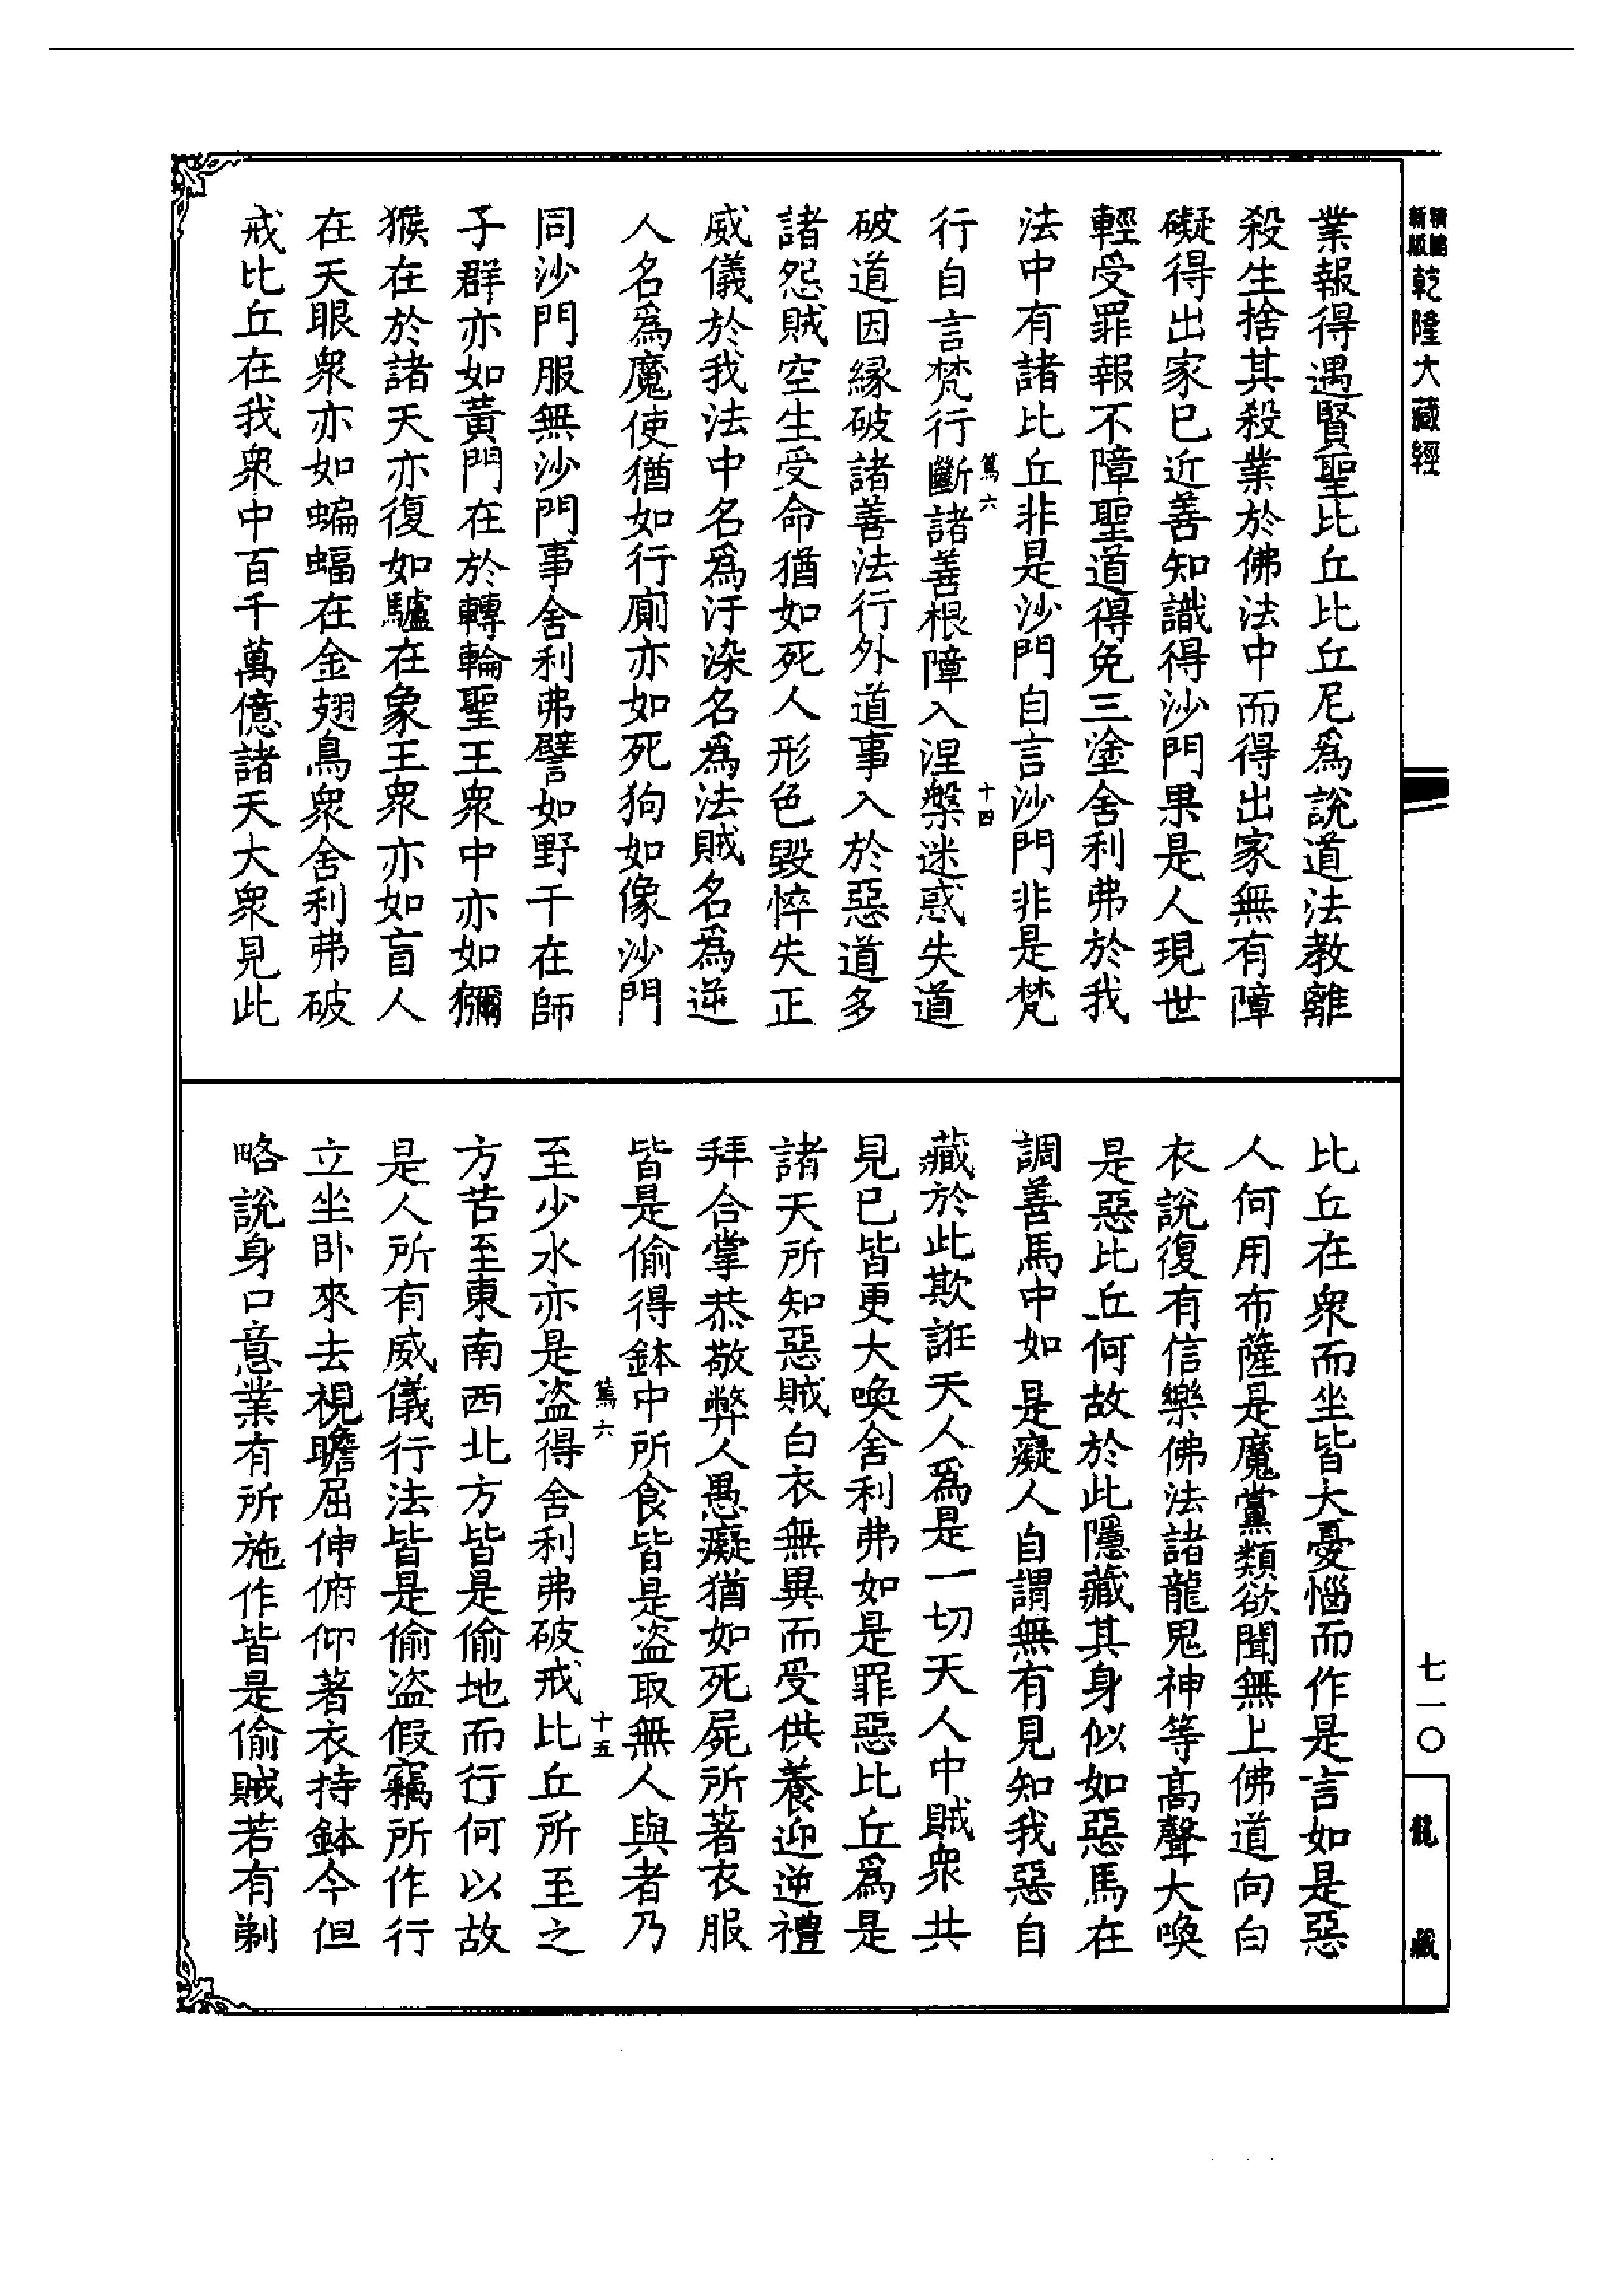 新版
精縮
乾隆大藏經
七一〇
龍藏
業報得遇賢聖比丘比丘尼爲說道法教離
殺生捨其殺業於佛法中而得出家無有障
礙得出家已近善知識得沙門果是人現世
輕受罪報不障聖道得免三塗舍利弗於我
法中有諸比丘非是沙門自言沙門非是梵
行自言梵行斷諸善根障入涅槃迷惑失道
篤六
十四
破道因緣破諸善法行外道事入於惡道多
諸怨賊空生受命猶如死人形色毀悴失正
威儀於我法中名爲汙染名爲法賊名爲逆
人名爲魔使猶如行廁亦如死狗如像沙門
同沙門服無沙門事舍利弗譬如野干在師
子群亦如黃門在於轉輪聖王衆中亦如獼
猴在於諸天亦復如驢在象王衆亦如盲人
在天眼衆亦如蝙蝠在金翅鳥衆舍利弗破
戒比丘在我衆中百千萬億諸天大衆見此
比丘在衆而坐皆大憂惱而作是言如是惡
人何用布薩是魔黨類欲聞無上佛道向白
衣說復有信樂佛法諸龍鬼神等高聲大喚
是惡比丘何故於此隱藏其身似如惡馬在
調善馬中如是癡人自謂無有見知我惡自
藏於此欺誑天人爲是一切天人中賊衆共
見已皆更大喚舍利弗如是罪惡比丘爲是
諸天所知惡賊白衣無異而受供養迎逆禮
拜合掌恭敬弊人愚癡猶如死屍所著衣服
皆是偷得鉢中所食皆是盜取無人與者乃
篤六
十五
至少水亦是盜得舍利弗破戒比丘所至之
方苦至東南西北方皆是偷地而行何以故
是人所有威儀行法皆是偷盜假竊所作行
立坐臥來去視瞻屈伸俯仰著衣持鉢今但
略說身口意業有所施作皆是偷賊若有剃